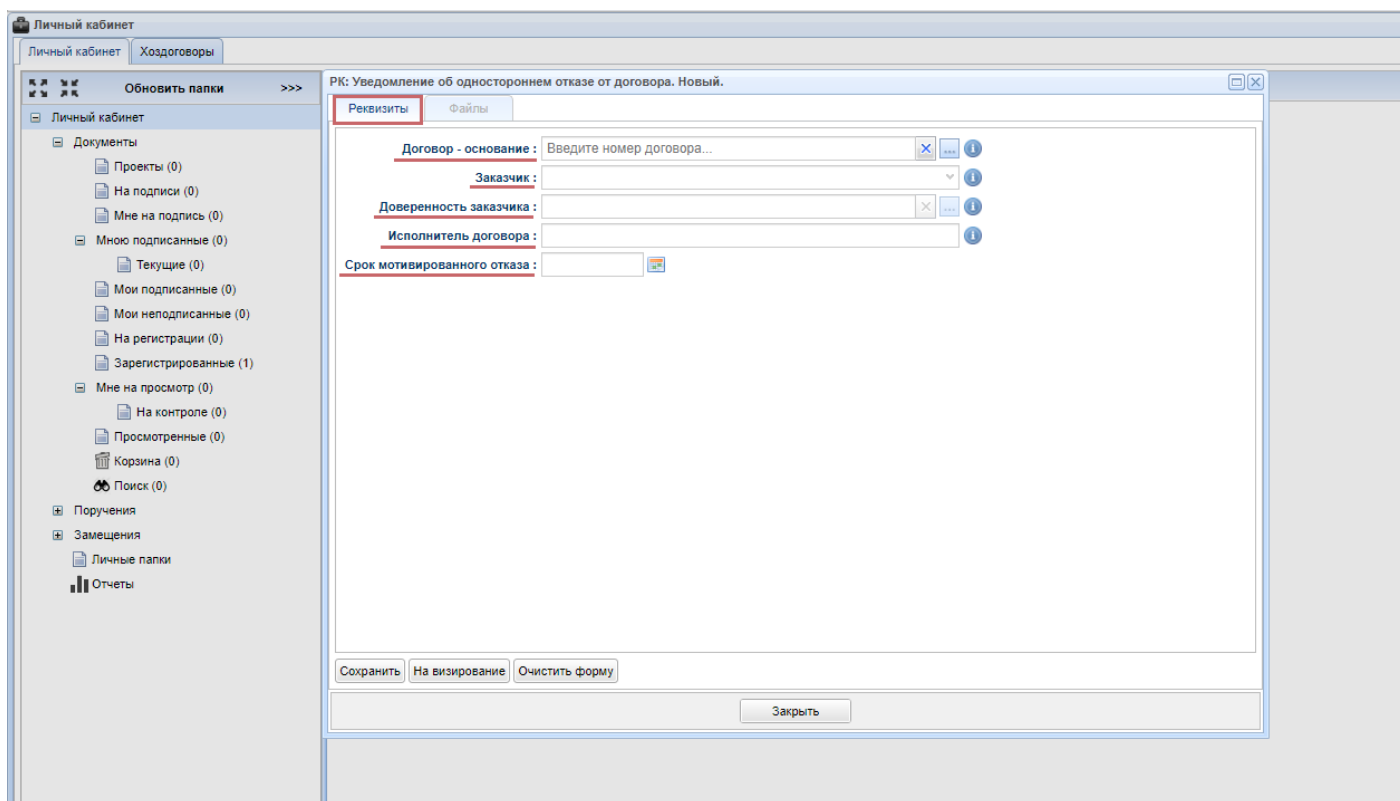 Личный кабинет
Личный кабинет Хоздоговоры
Обновить папки >>>
Личный кабинет
Документы
Проекты (0)
На подписи (0)
Мне на подпись (0)
Мною подписанные (0)
Текущие (0)
Мои подписанные (0)
Мои неподписанные (0)
На регистрации (0)
Зарегистрированные (1)
Мне на просмотр (0)
На контроле (0)
Просмотренные (0)
Корзина (0)
Поиск (0)
Поручения
Замещения
Личные папки
Отчеты
РК: Уведомление об одностороннем отказе от договора. Новый.
Реквизиты Файлы
Договор - основание : Введите номер договора... ...
Заказчик :
Доверенность заказчика : ...
Исполнитель договора :
Срок мотивированного отказа :
Сохранить На визирование Очистить форму
Закрыть